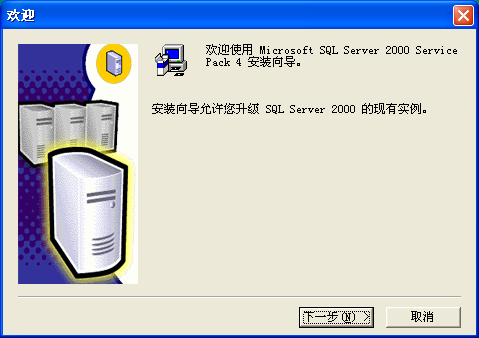 欢迎
欢迎使用 Microsoft SQL Server 2000 Service
Pack 4 安装向导。
安装向导允许您升级 SQL Server 2000 的现有实例。
下一步(N) >
取消